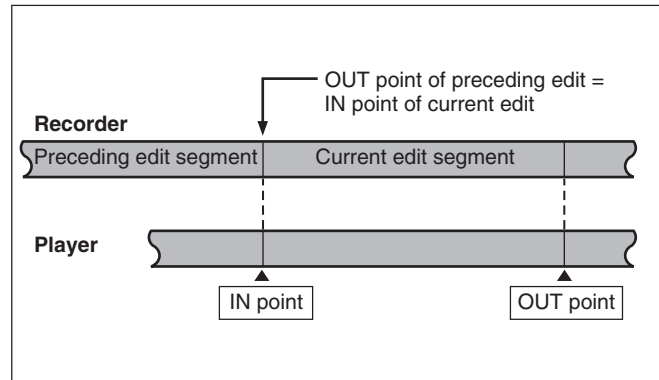 OUT point of preceding edit =
IN point of current edit
Recorder
Preceding edit segment
Current edit segment
Player
IN point
OUT point